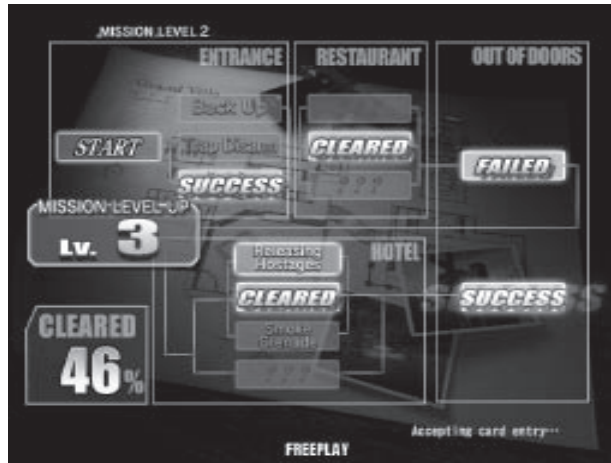 MISSION LEVEL 2
ENTRANCE
RESTAURANT
OUT OF DOORS
Back Up
START
Trap Disarm
CLEARED
SUCCESS
???
FAILED
MISSION LEVEL UP
Lv. 3
HOTEL
Releasing
Hostages
CLEARED
SUCCESS
Smoke
Grenade
???
CLEARED
46%
Accepting card entry…
FREEPLAY